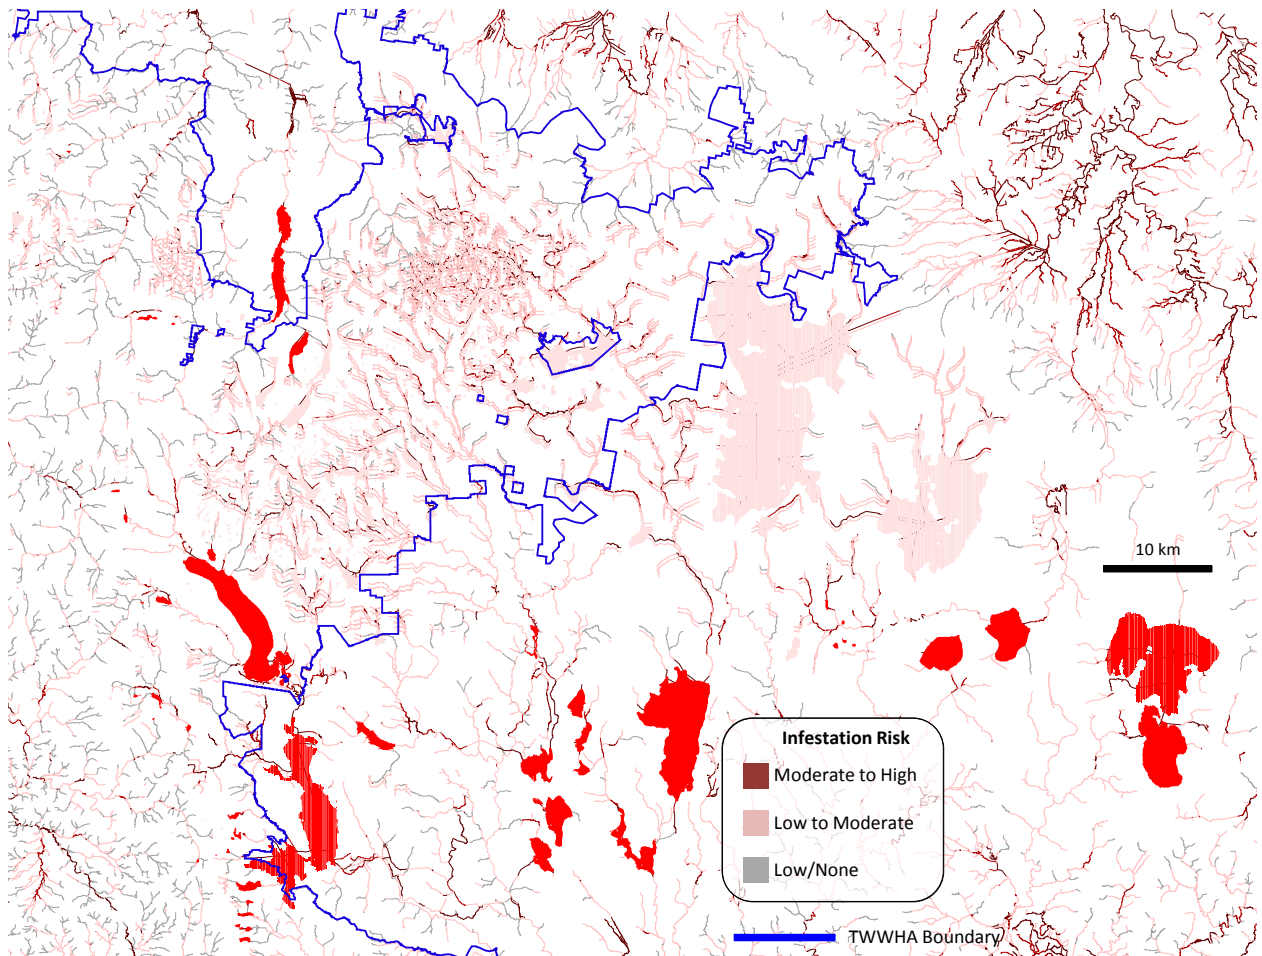 10 km
Infestation Risk
Moderate to High
Low to Moderate
Low/None
TWWHA Boundary